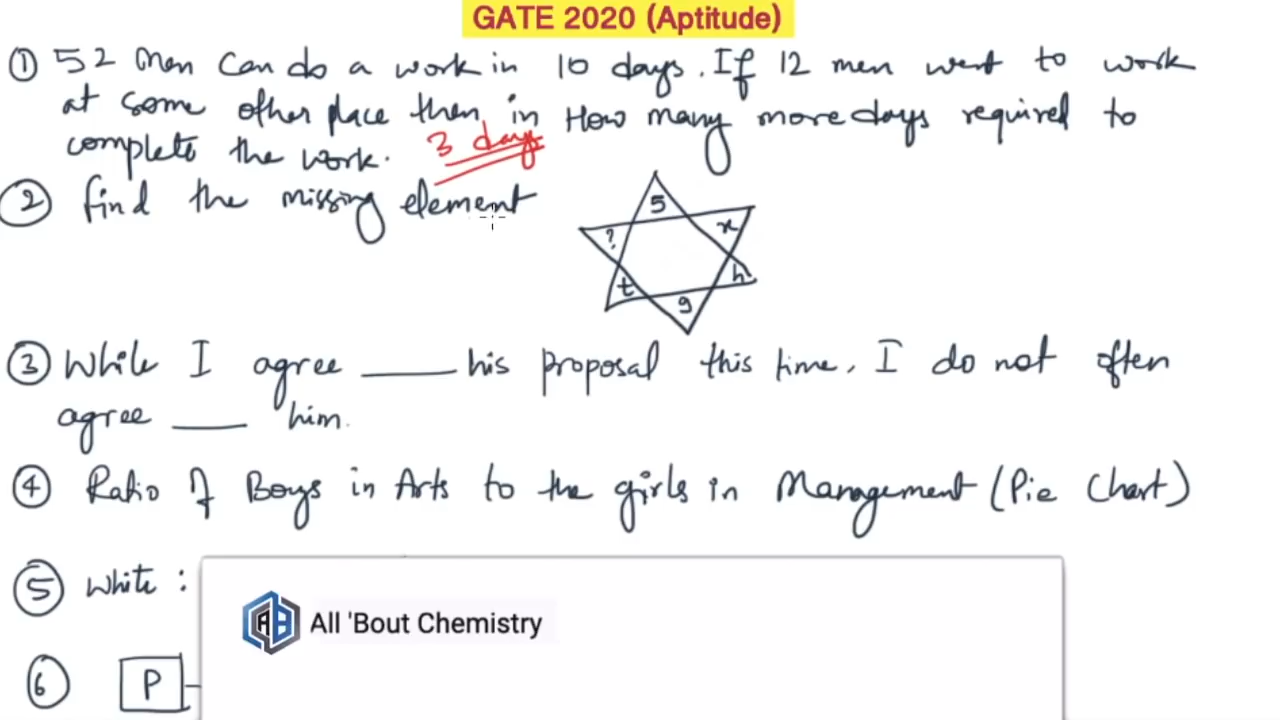 GATE 2020 (Aptitude)
① 52 men can do a work in 10 days. If 12 men went to work
at some other place then in How many more days required to
complete the work. 3 days
② find the missing element
5
? x
t h
g
③ While I agree ____ his proposal this time, I do not often
agree ____ him.
④ Ratio of Boys in Arts to the girls in Management (Pie Chart)
⑤ White :
AB All 'Bout Chemistry
⑥ P